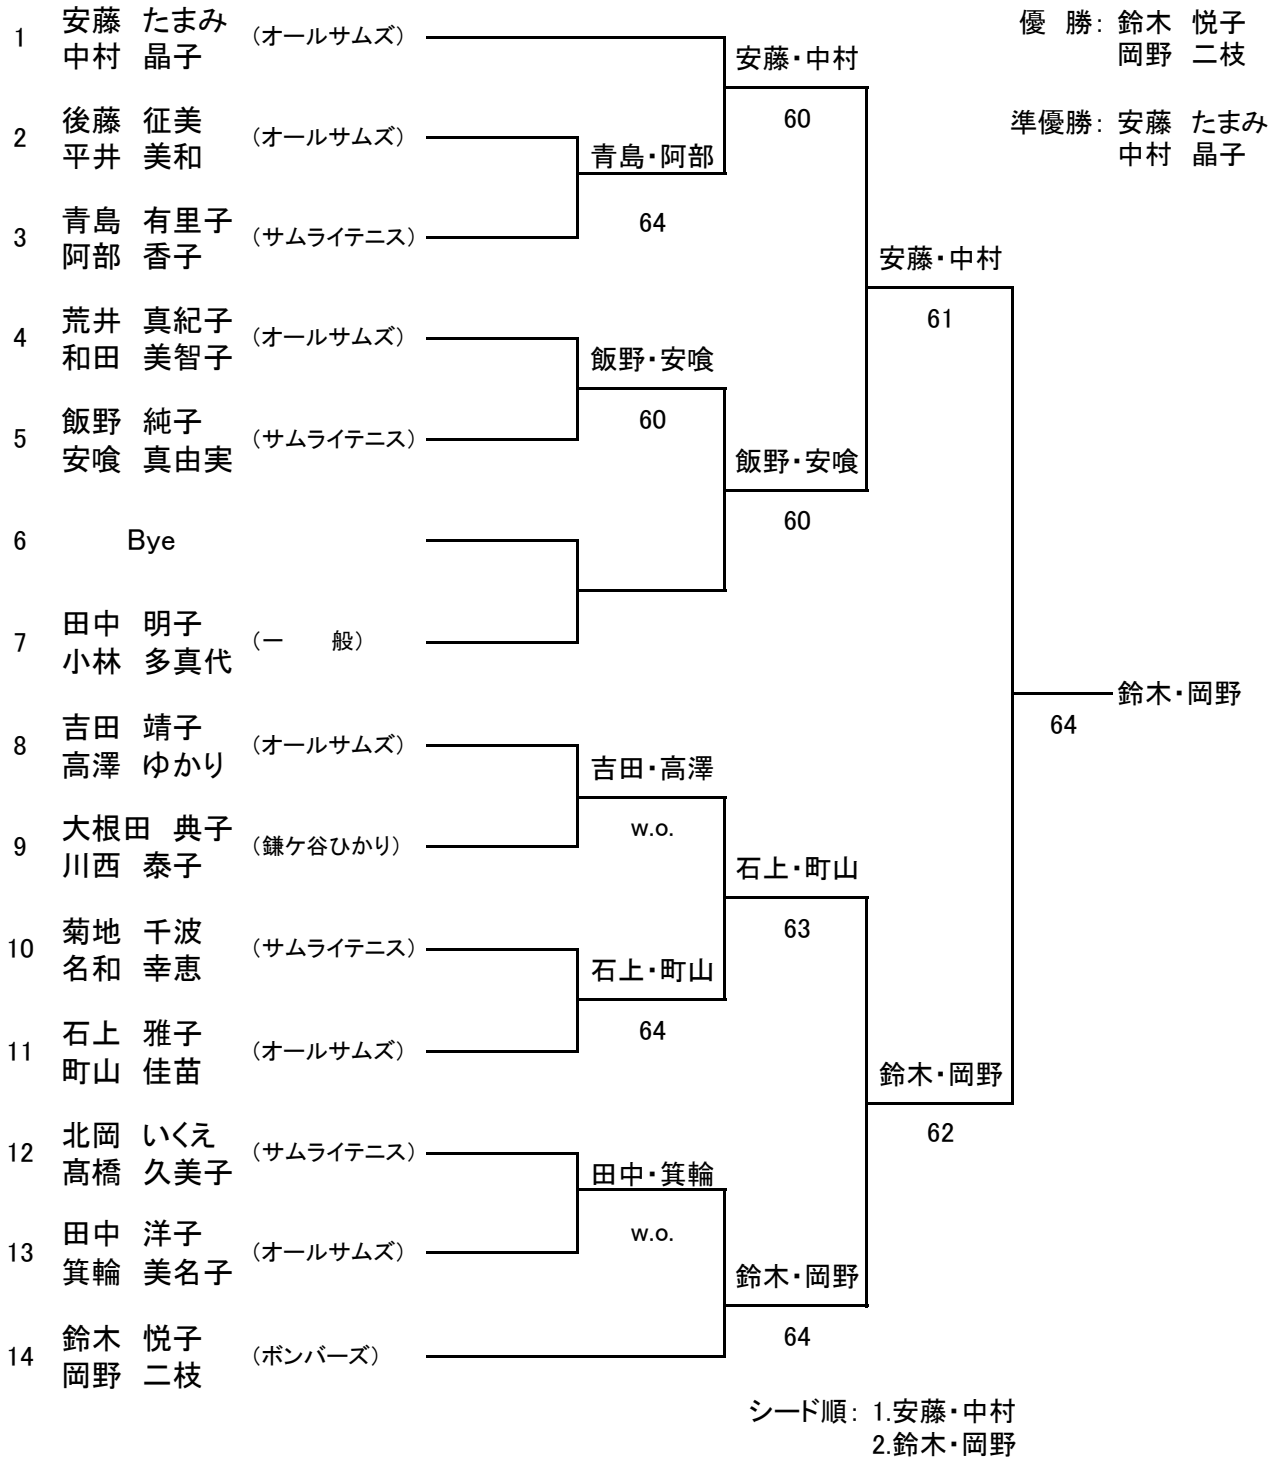 1
安藤　たまみ
中村　晶子
（オールサムズ）
2
後藤　征美
平井　美和
（オールサムズ）
3
青島　有里子
阿部　香子
（サムライテニス）
4
荒井　真紀子
和田　美智子
（オールサムズ）
5
飯野　純子
安喰　真由実
（サムライテニス）
6
Bye
7
田中　明子
小林　多真代
（一　　般）
8
吉田　靖子
高澤　ゆかり
（オールサムズ）
9
大根田　典子
川西　泰子
（鎌ケ谷ひかり）
10
菊地　千波
名和　幸恵
（サムライテニス）
11
石上　雅子
町山　佳苗
（オールサムズ）
12
北岡　いくえ
髙橋　久美子
（サムライテニス）
13
田中　洋子
箕輪　美名子
（オールサムズ）
14
鈴木　悦子
岡野　二枝
（ボンバーズ）
青島・阿部
64
飯野・安喰
60
吉田・高澤
w.o.
石上・町山
64
田中・箕輪
w.o.
安藤・中村
60
飯野・安喰
60
石上・町山
63
鈴木・岡野
64
安藤・中村
61
鈴木・岡野
62
鈴木・岡野
64
優　勝： 鈴木　悦子
岡野　二枝
準優勝： 安藤　たまみ
中村　晶子
シード順： 1.安藤・中村
2.鈴木・岡野